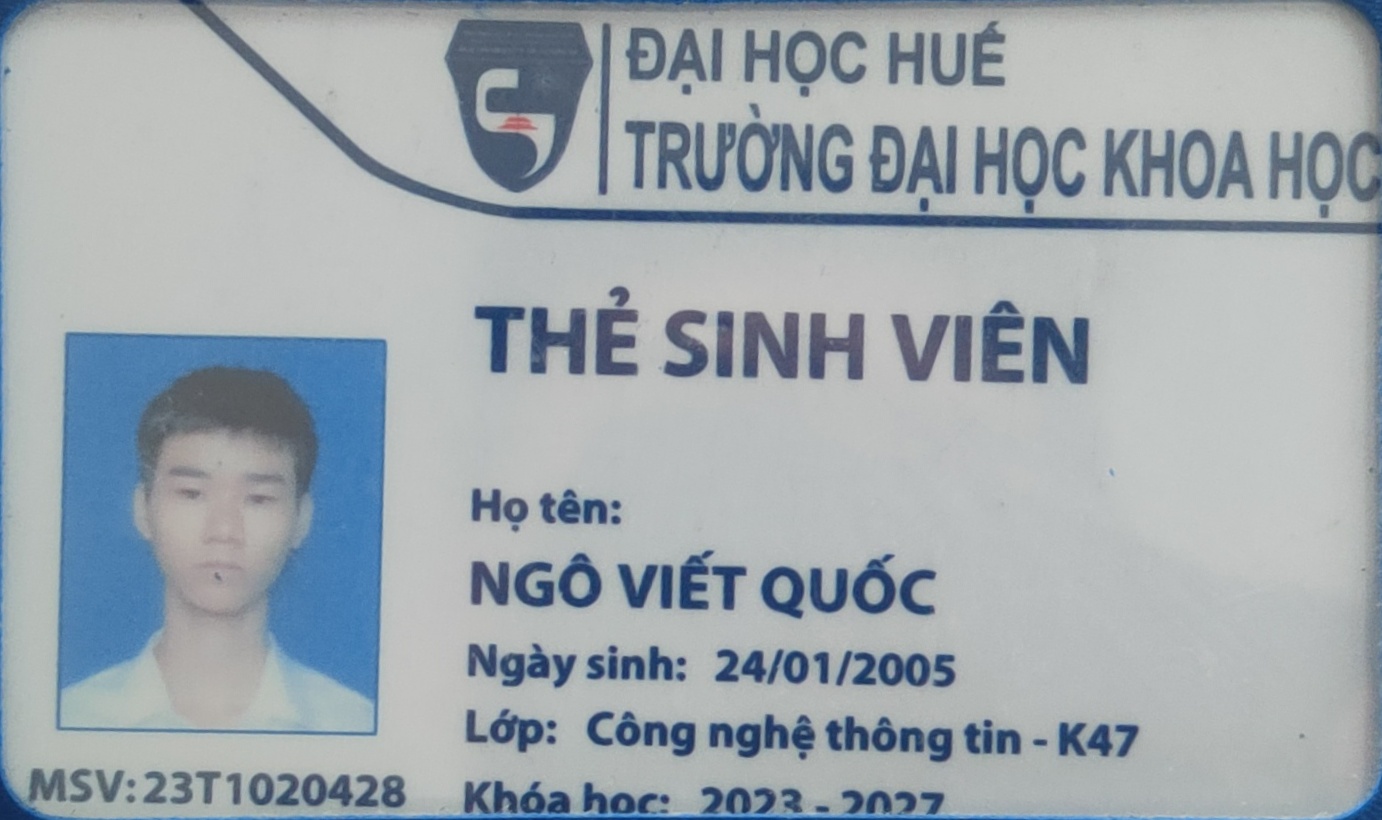 ĐẠI HỌC HUẾ
TRƯỜNG ĐẠI HỌC KHOA HỌC
THẺ SINH VIÊN
Họ tên:
NGÔ VIẾT QUỐC
Ngày sinh: 24/01/2005
Lớp: Công nghệ thông tin - K47
Khóa học: 2023 - 2027
MSV: 23T1020428